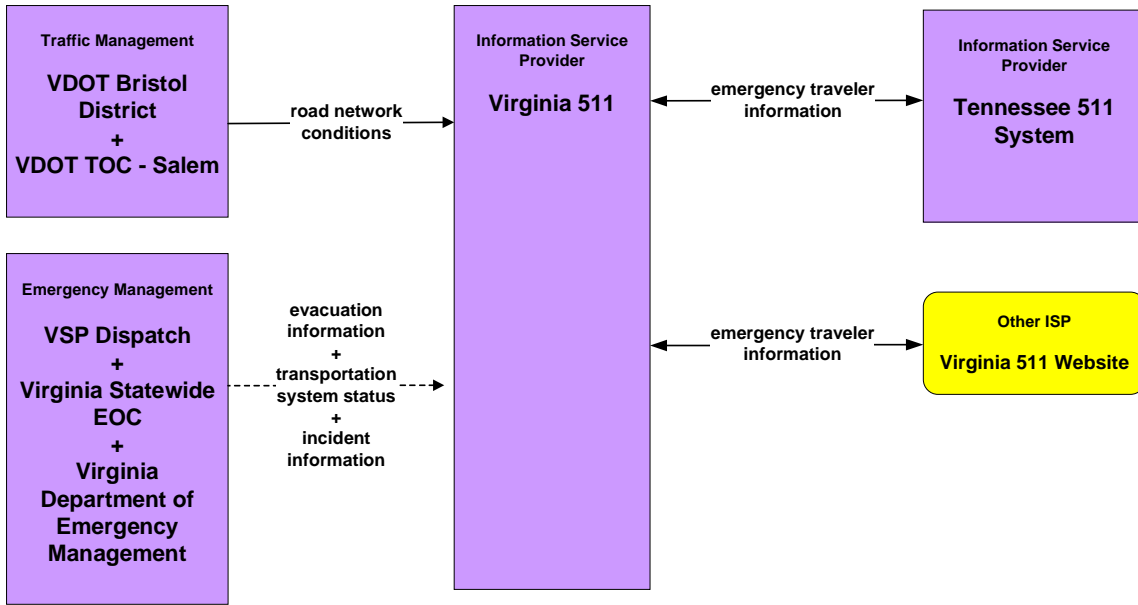 Traffic Management
VDOT Bristol
District
+
VDOT TOC - Salem
road network
conditions
Information Service
Provider
Virginia 511
emergency traveler
information
Information Service
Provider
Tennessee 511
System
Emergency Management
VSP Dispatch
+
Virginia Statewide
EOC
+
Virginia
Department of
Emergency
Management
evacuation
information
+
transportation
system status
+
incident
information
emergency traveler
information
Other ISP
Virginia 511 Website